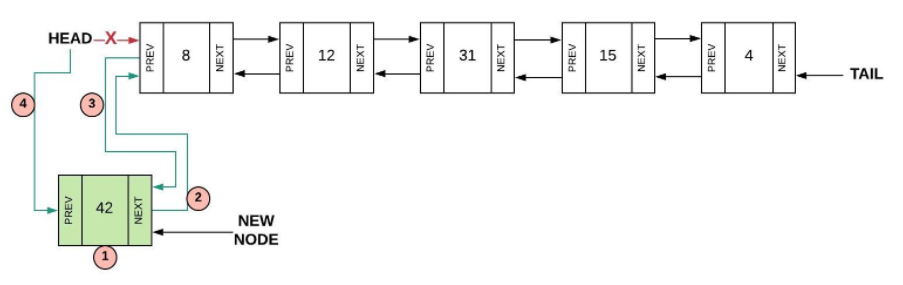 HEAD X
PREV 8 NEXT
PREV 12 NEXT
PREV 31 NEXT
PREV 15 NEXT
PREV 4 NEXT
TAIL
4
3
PREV 42 NEXT
2
1
NEW
NODE